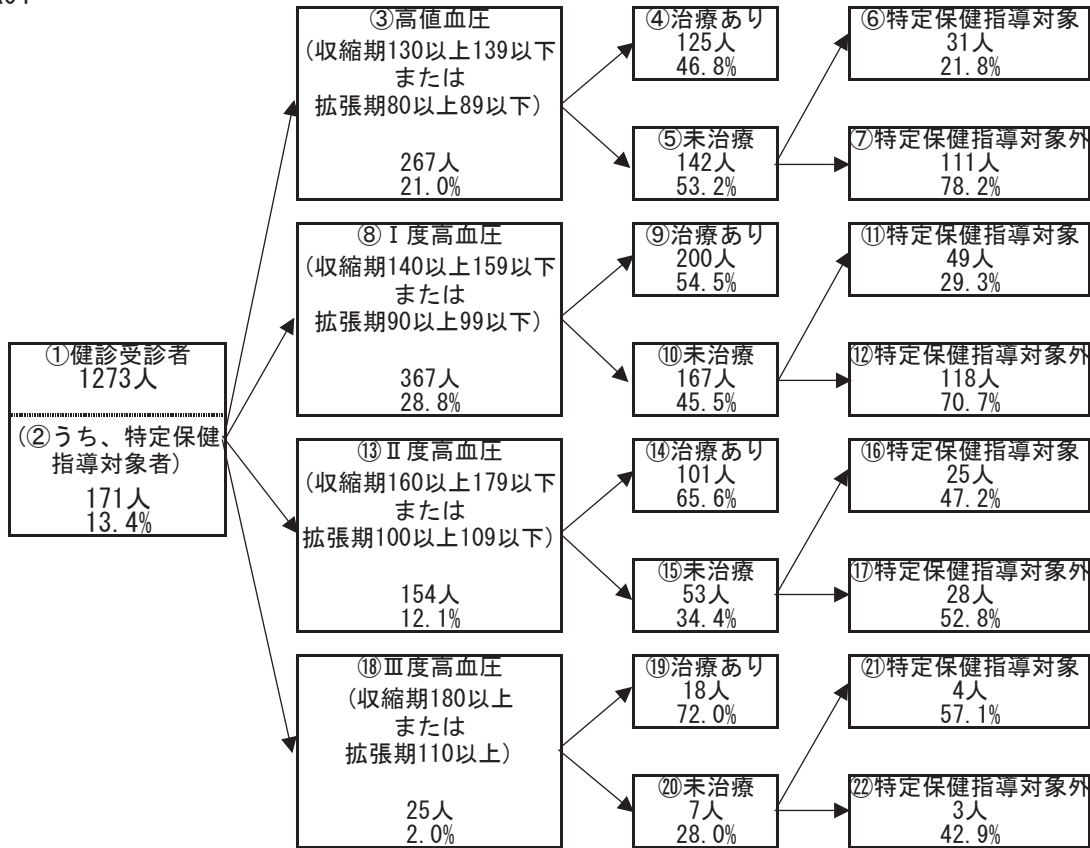 ①健診受診者
1273人
(②うち、特定保健
指導対象者)
171人
13.4%
③高値血圧
(収縮期130以上139以下
または
拡張期80以上89以下)
267人
21.0%
④治療あり
125人
46.8%
⑤未治療
142人
53.2%
⑥特定保健指導対象
31人
21.8%
⑦特定保健指導対象外
111人
78.2%
⑧Ⅰ度高血圧
(収縮期140以上159以下
または
拡張期90以上99以下)
367人
28.8%
⑨治療あり
200人
54.5%
⑩未治療
167人
45.5%
⑪特定保健指導対象
49人
29.3%
⑫特定保健指導対象外
118人
70.7%
⑬Ⅱ度高血圧
(収縮期160以上179以下
または
拡張期100以上109以下)
154人
12.1%
⑭治療あり
101人
65.6%
⑮未治療
53人
34.4%
⑯特定保健指導対象
25人
47.2%
⑰特定保健指導対象外
28人
52.8%
⑱Ⅲ度高血圧
(収縮期180以上
または
拡張期110以上)
25人
2.0%
⑲治療あり
18人
72.0%
⑳未治療
7人
28.0%
㉑特定保健指導対象
4人
57.1%
㉒特定保健指導対象外
3人
42.9%